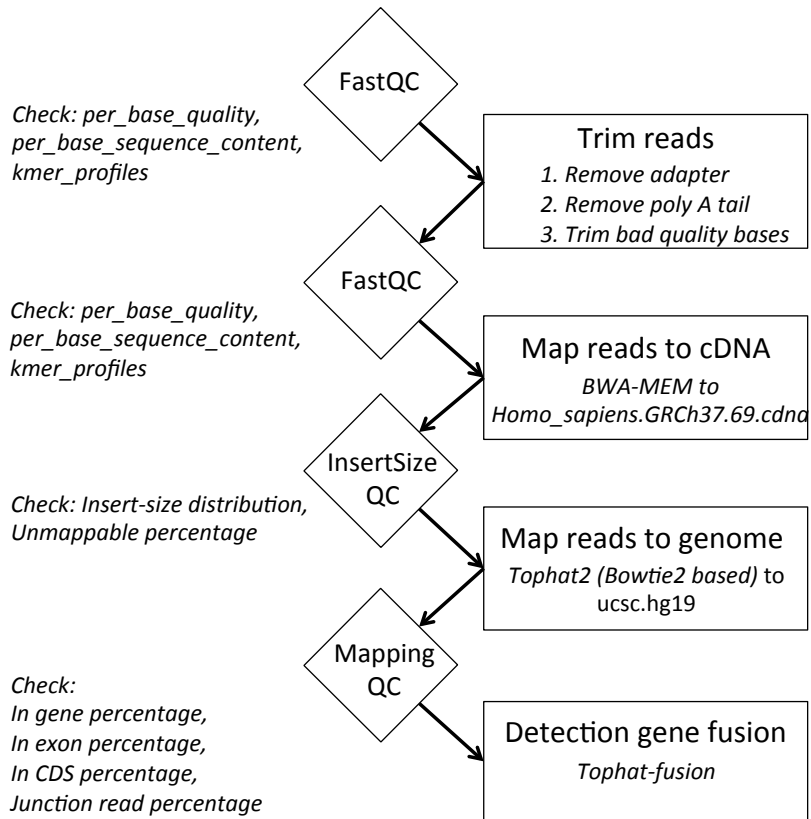 FastQC
Check: per_base_quality,
per_base_sequence_content,
kmer_profiles
Trim reads
1. Remove adapter
2. Remove poly A tail
3. Trim bad quality bases
FastQC
Check: per_base_quality,
per_base_sequence_content,
kmer_profiles
Map reads to cDNA
BWA-MEM to
Homo_sapiens.GRCh37.69.cdna
InsertSize
QC
Check: Insert-size distribution,
Unmappable percentage
Map reads to genome
Tophat2 (Bowtie2 based) to
ucsc.hg19
Mapping
QC
Check:
In gene percentage,
In exon percentage,
In CDS percentage,
Junction read percentage
Detection gene fusion
Tophat-fusion